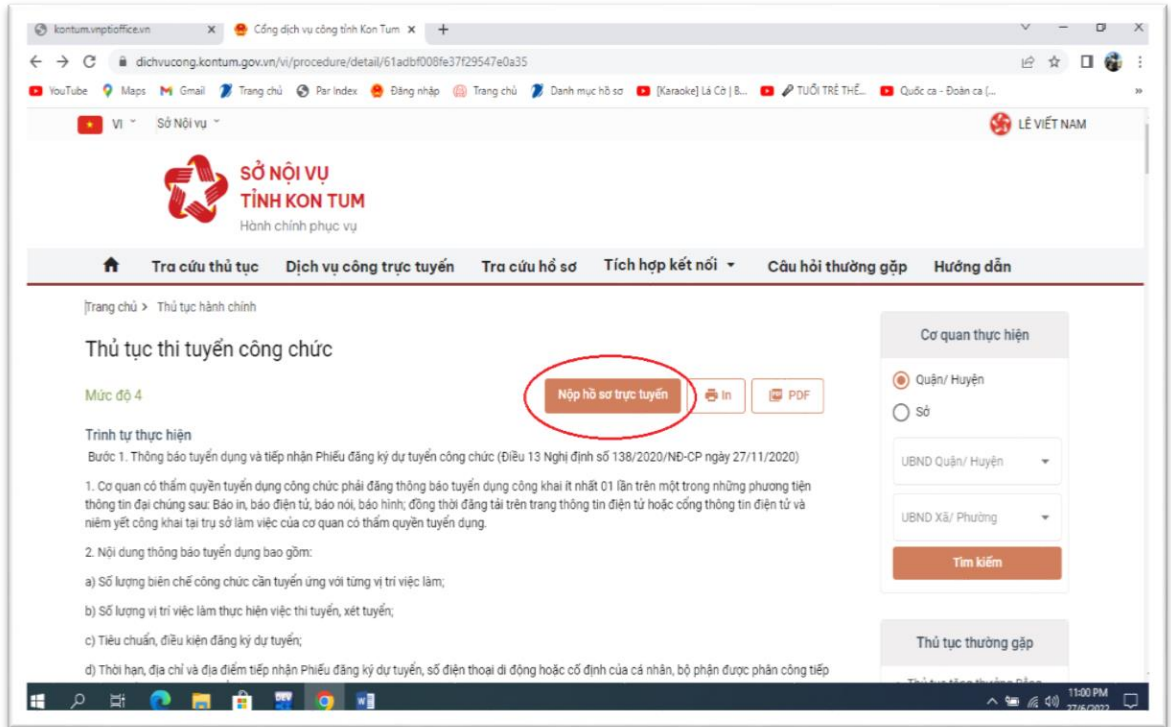 kontum.vnptioffice.vn
Cổng dịch vụ công tỉnh Kon Tum
dichvucong.kontum.gov.vn/vi/procedure/detail/61adbf008fe37f29547e0a35
YouTube Maps Gmail Trang chủ Par Index Đăng nhập Trang chủ Danh mục hồ sơ [Karaoke] Lá Cờ | B... TUỔI TRẺ THẾ... Quốc ca - Đoàn ca (... »
VI Sở Nội vụ LÊ VIẾT NAM
SỞ NỘI VỤ
TỈNH KON TUM
Hành chính phục vụ
Tra cứu thủ tục Dịch vụ công trực tuyến Tra cứu hồ sơ Tích hợp kết nối Câu hỏi thường gặp Hướng dẫn
Trang chủ > Thủ tục hành chính
Thủ tục thi tuyển công chức
Mức độ 4
Nộp hồ sơ trực tuyến In PDF
Trình tự thực hiện
Bước 1. Thông báo tuyển dụng và tiếp nhận Phiếu đăng ký dự tuyển công chức (Điều 13 Nghị định số 138/2020/NĐ-CP ngày 27/11/2020)
1. Cơ quan có thẩm quyền tuyển dụng công chức phải đăng thông báo tuyển dụng công khai ít nhất 01 lần trên một trong những phương tiện
thông tin đại chúng sau: Báo in, báo điện tử, báo nói, báo hình; đồng thời đăng tải trên trang thông tin điện tử hoặc cổng thông tin điện tử và
niêm yết công khai tại trụ sở làm việc của cơ quan có thẩm quyền tuyển dụng.
2. Nội dung thông báo tuyển dụng bao gồm:
a) Số lượng biên chế công chức cần tuyển ứng với từng vị trí việc làm;
b) Số lượng vị trí việc làm thực hiện việc thi tuyển, xét tuyển;
c) Tiêu chuẩn, điều kiện đăng ký dự tuyển;
d) Thời hạn, địa chỉ và địa điểm tiếp nhận Phiếu đăng ký dự tuyển, số điện thoại di động hoặc cố định của cá nhân, bộ phận được phân công tiếp
Cơ quan thực hiện
Quận/ Huyện
Sở
UBND Quận/ Huyện
UBND Xã/ Phường
Tìm kiếm
Thủ tục thường gặp
11:00 PM
27/6/2022